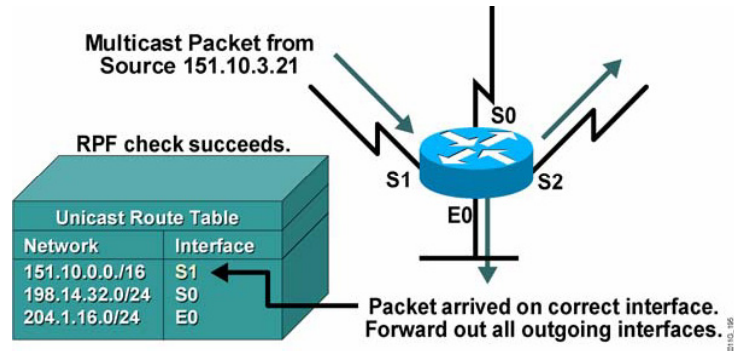 Multicast Packet from
Source 151.10.3.21
S0
RPF check succeeds.
S1
S2
E0
Unicast Route Table
Network Interface
151.10.0.0./16 S1
198.14.32.0/24 S0
204.1.16.0/24 E0
Packet arrived on correct interface.
Forward out all outgoing interfaces.